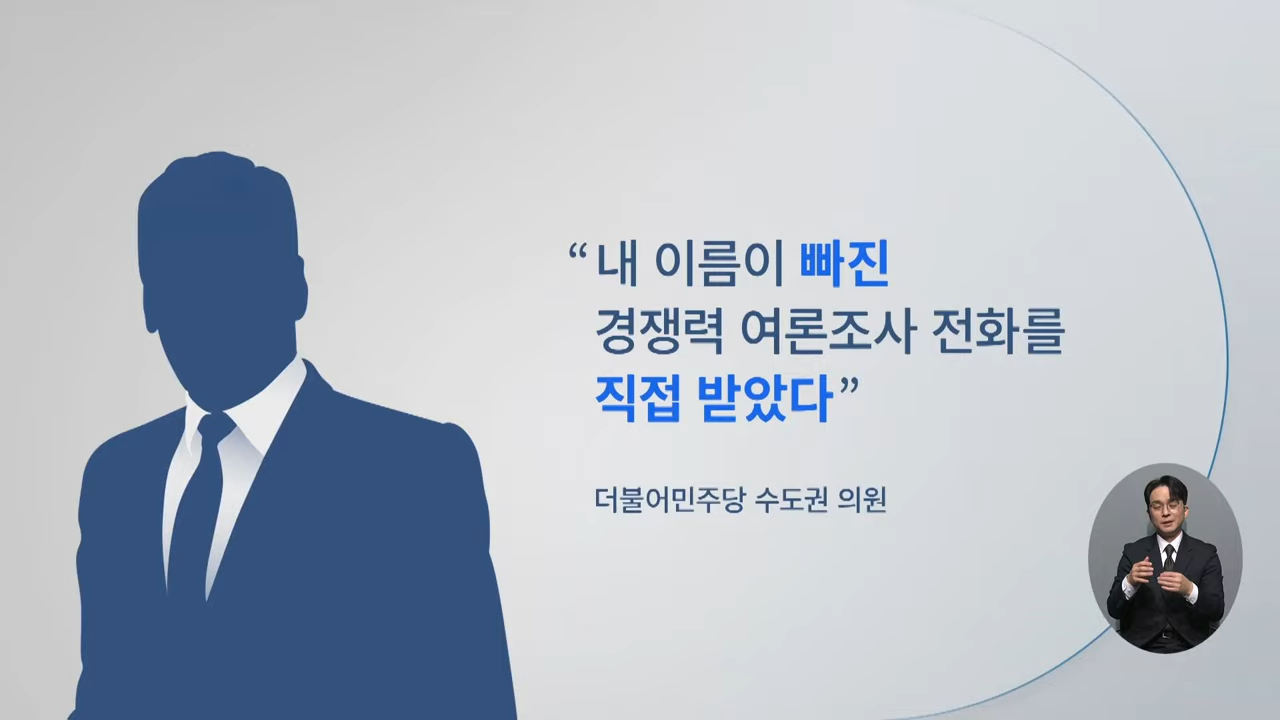 “내 이름이 빠진
경쟁력 여론조사 전화를
직접 받았다”
더불어민주당 수도권 의원